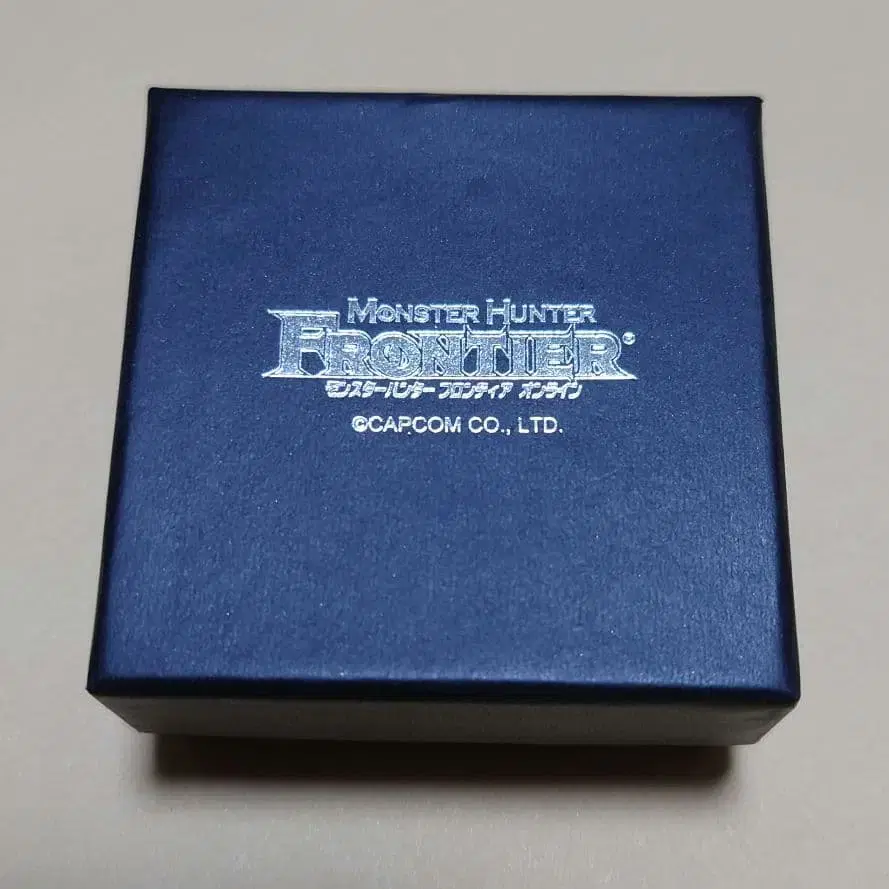 MONSTER HUNTER
FRONTIER®
モンスターハンター フロンティア オンライン
©CAPCOM CO., LTD.